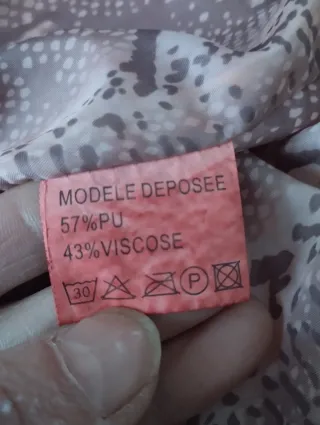 MODELE DEPOSEE
57%PU
43%VISCOSE
30 P